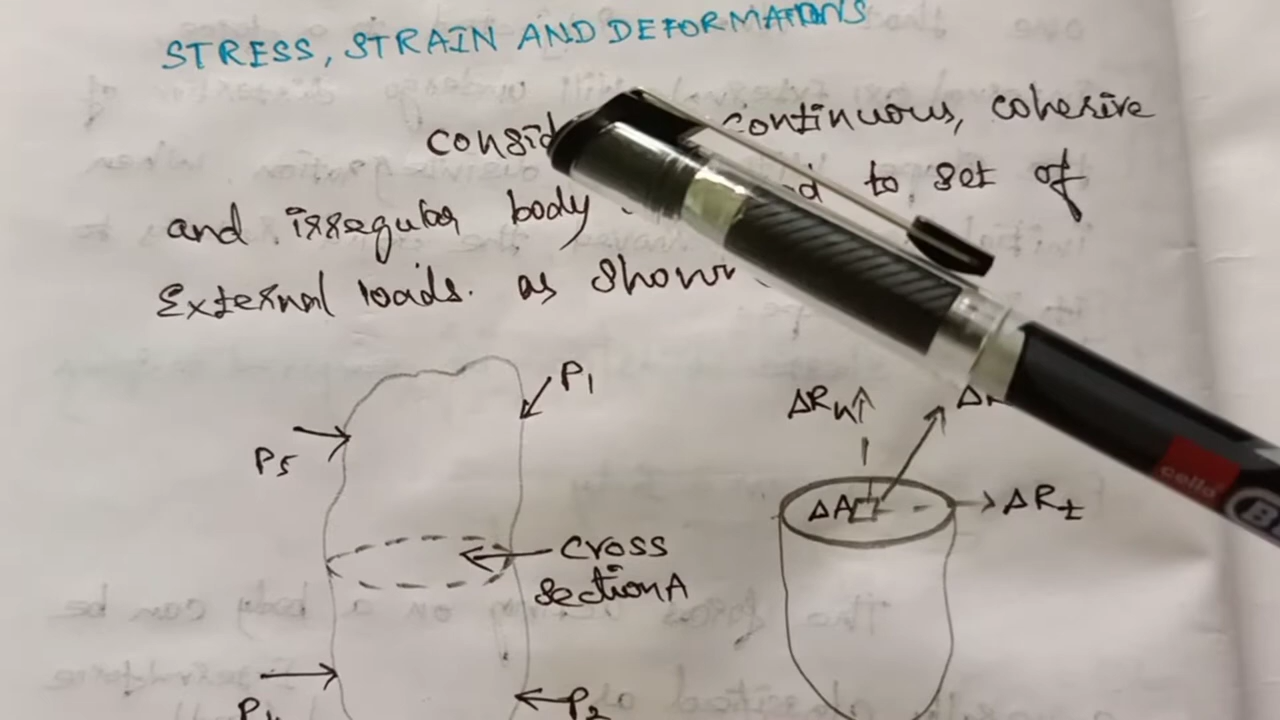 STRESS, STRAIN AND DEFORMATIONS
continuous, cohesive
and irregular body to set of
External loads. as shown
P1
ΔRn
P5
ΔA
ΔRt
cross
section A
P2
cello